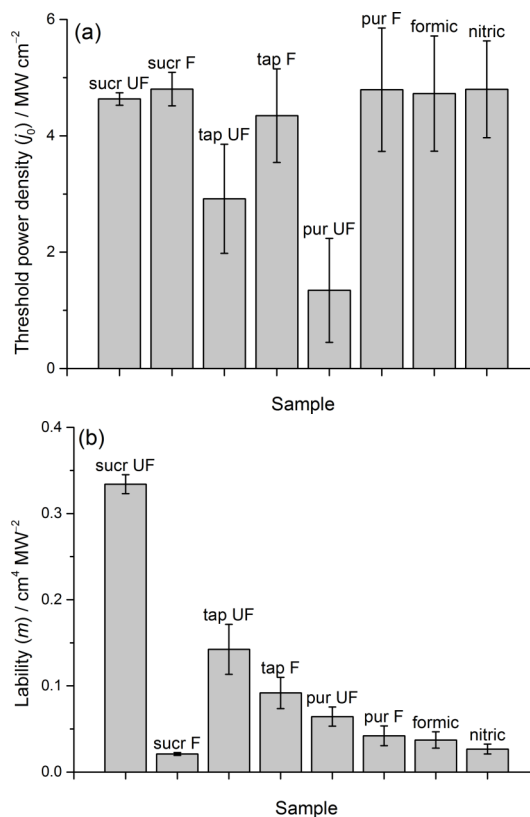 (a)
6
4
2
0
Threshold power density (j₀) / MW cm⁻²
sucr UF
sucr F
tap UF
tap F
pur UF
pur F
formic
nitric
Sample
(b)
0.4
0.3
0.2
0.1
0.0
Lability (m) / cm⁴ MW⁻²
sucr UF
sucr F
tap UF
tap F
pur UF
pur F
formic
nitric
Sample